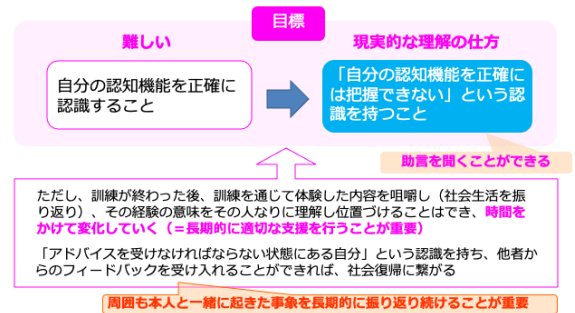 目標
難しい
現実的な理解の仕方
自分の認知機能を正確に
認識すること
「自分の認知機能を正確に
は把握できない」という認
識を持つこと
助言を聞くことができる
ただし、訓練が終わった後、訓練を通じて体験した内容を咀嚼し（社会生活を振
り返り）、その経験の意味をその人なりに理解し位置づけることはでき、時間を
かけて変化していく（＝長期的に適切な支援を行うことが重要）
「アドバイスを受けなければならない状態にある自分」という認識を持ち、他者か
らのフィードバックを受け入れることができれば、社会復帰に繋がる
周囲も本人と一緒に起きた事象を長期的に振り返り続けることが重要